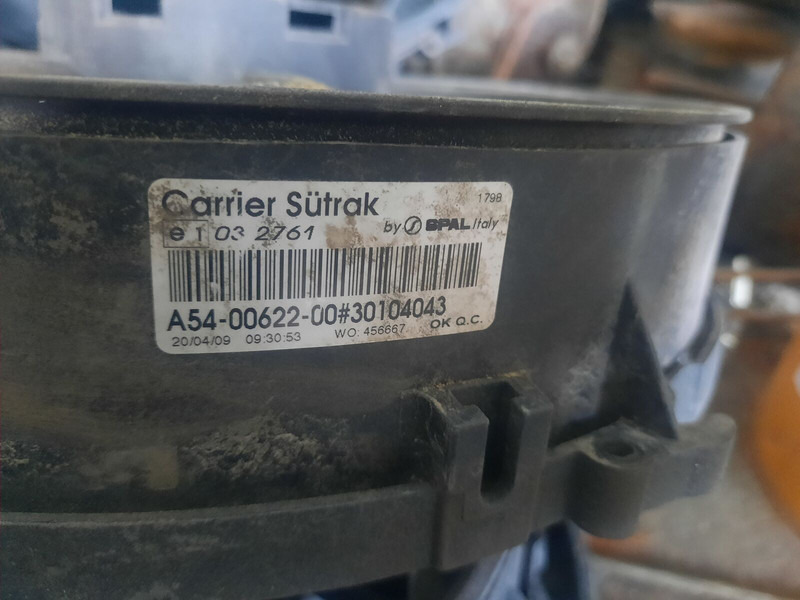 Carrier Sütrak 1798
e1 03 2761 by SPAL Italy
A54-00622-00#30104043
20/04/09 09:30:53 WO: 456667 OK Q.C.